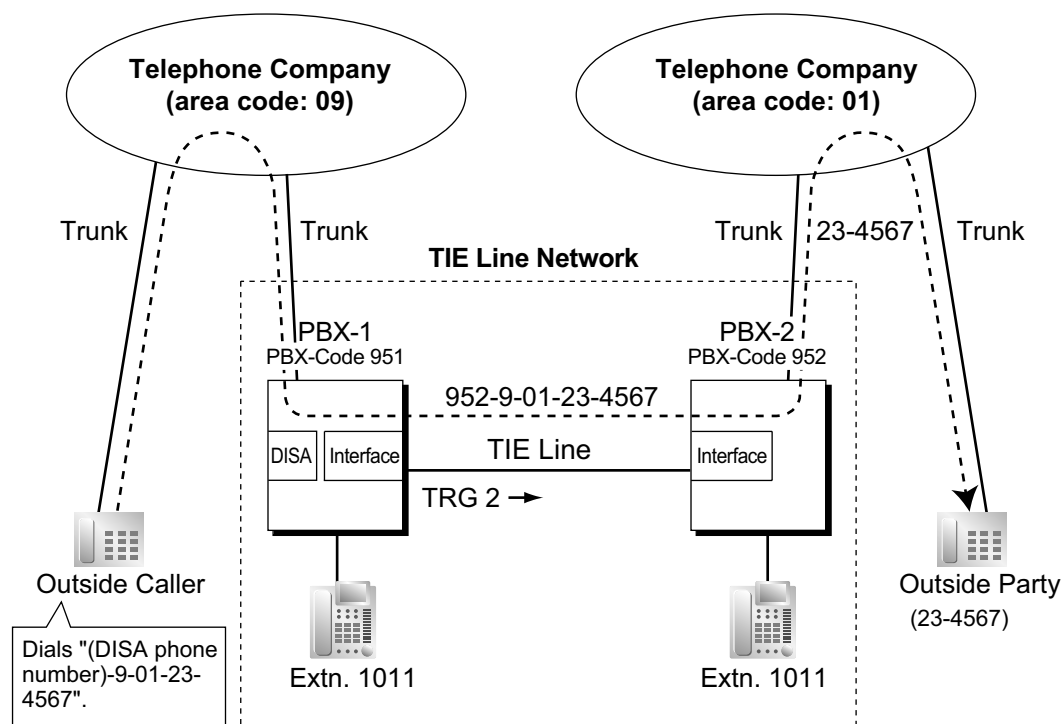 Telephone Company
(area code: 09)
Telephone Company
(area code: 01)
Trunk
Trunk
Trunk
23-4567
Trunk
TIE Line Network
PBX-1
PBX-Code 951
PBX-2
PBX-Code 952
952-9-01-23-4567
DISA
Interface
TIE Line
Interface
TRG 2
Outside Caller
Outside Party
(23-4567)
Dials "(DISA phone
number)-9-01-23-
4567".
Extn. 1011
Extn. 1011